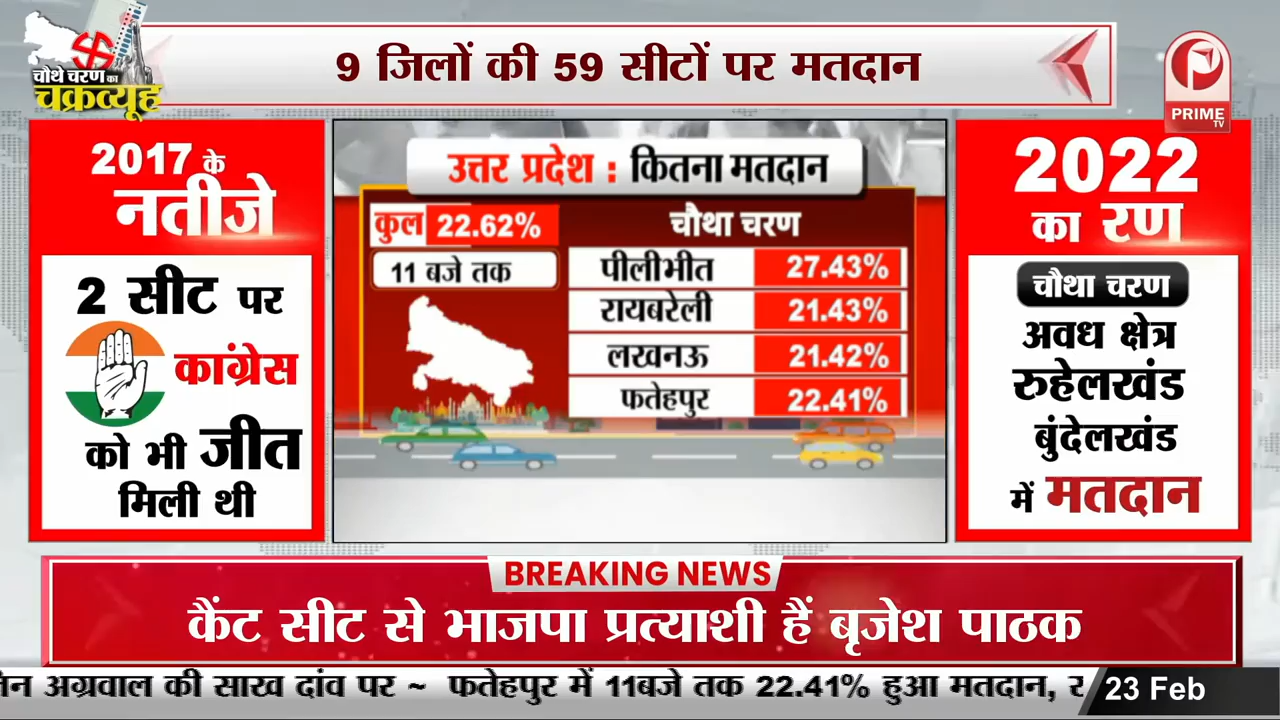 चौथे चरण का
चक्रव्यूह
9 जिलों की 59 सीटों पर मतदान
PRIME
TV
2017 के
नतीजे
2 सीट पर
कांग्रेस
को भी जीत
मिली थी
उत्तर प्रदेश : कितना मतदान
कुल 22.62%
11 बजे तक
चौथा चरण
पीलीभीत 27.43%
रायबरेली 21.43%
लखनऊ 21.42%
फतेहपुर 22.41%
2022
का रण
चौथा चरण
अवध क्षेत्र
रुहेलखंड
बुंदेलखंड
में मतदान
BREAKING NEWS
कैंट सीट से भाजपा प्रत्याशी हैं बृजेश पाठक
अग्रवाल की साख दांव पर ~ फतेहपुर में 11बजे तक 22.41% हुआ मतदान,
23 Feb